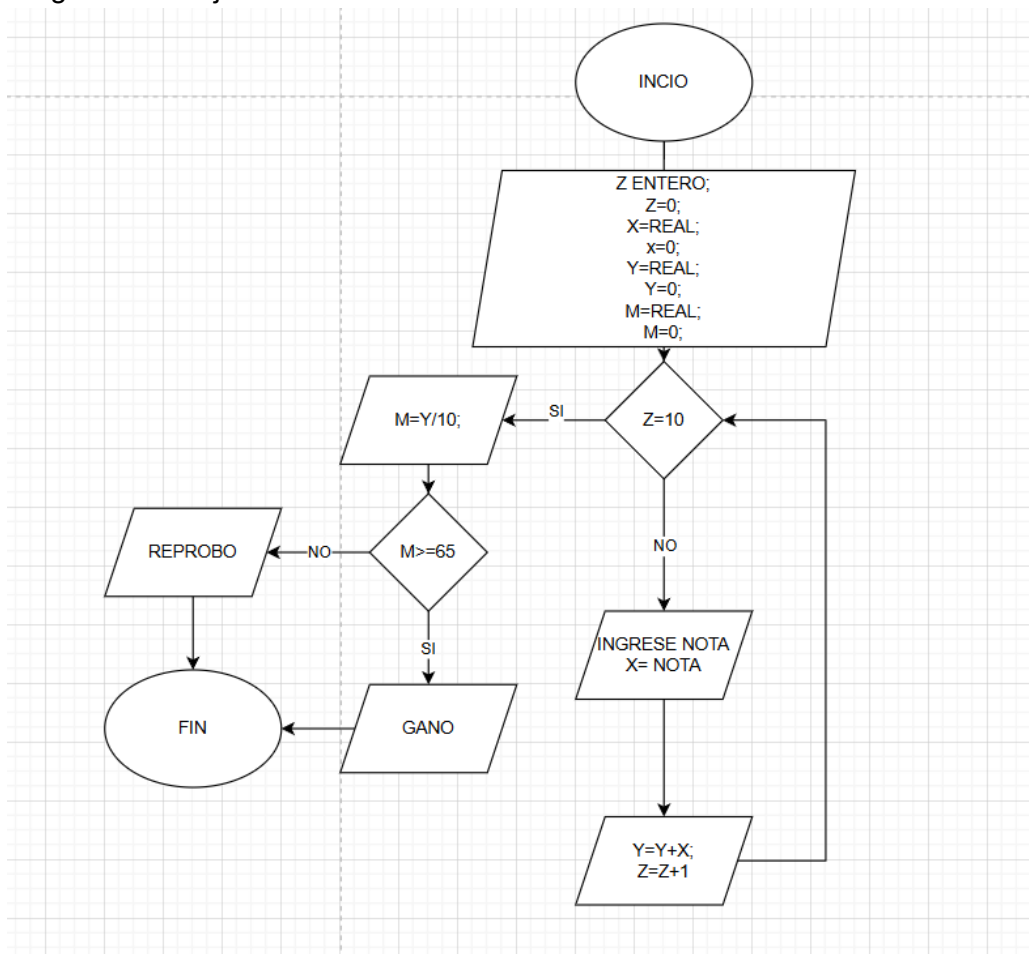 INCIO
Z ENTERO;
Z=0;
X=REAL;
x=0;
Y=REAL;
Y=0;
M=REAL;
M=0;
Z=10
SI
M=Y/10;
M>=65
NO
REPROBO
SI
GANO
FIN
NO
INGRESE NOTA
X= NOTA
Y=Y+X;
Z=Z+1